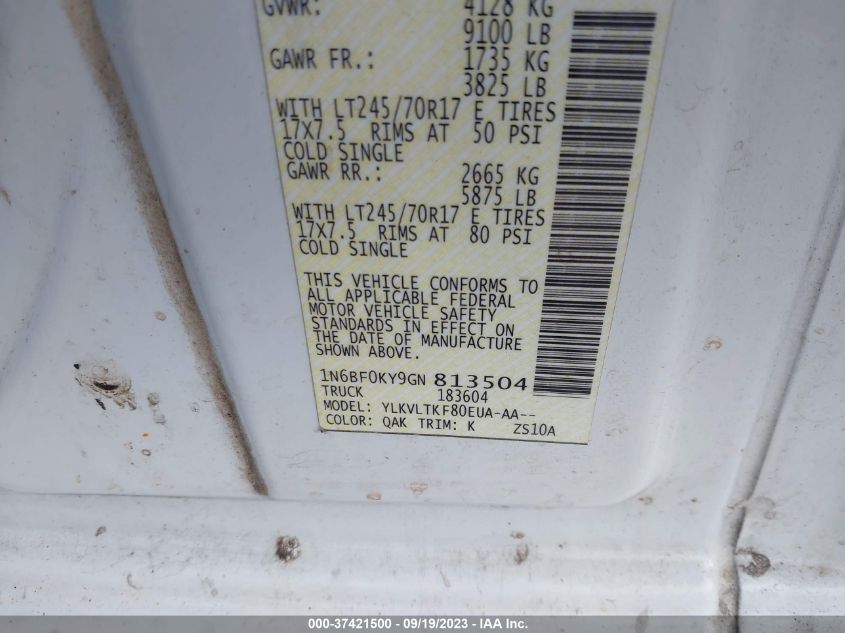 GVWR: 4128 KG
9100 LB
GAWR FR.: 1735 KG
3825 LB
WITH LT245/70R17 E TIRES
17X7.5 RIMS AT 50 PSI
COLD SINGLE
GAWR RR.: 2665 KG
5875 LB
WITH LT245/70R17 E TIRES
17X7.5 RIMS AT 80 PSI
COLD SINGLE
THIS VEHICLE CONFORMS TO
ALL APPLICABLE FEDERAL
MOTOR VEHICLE SAFETY
STANDARDS IN EFFECT ON
THE DATE OF MANUFACTURE
SHOWN ABOVE.
1N6BF0KY9GN 813504
TRUCK 183604
MODEL: YLKVLTKF80EUA-AA--
COLOR: QAK TRIM: K ZS10A
000-37421500 - 09/19/2023 - IAA Inc.